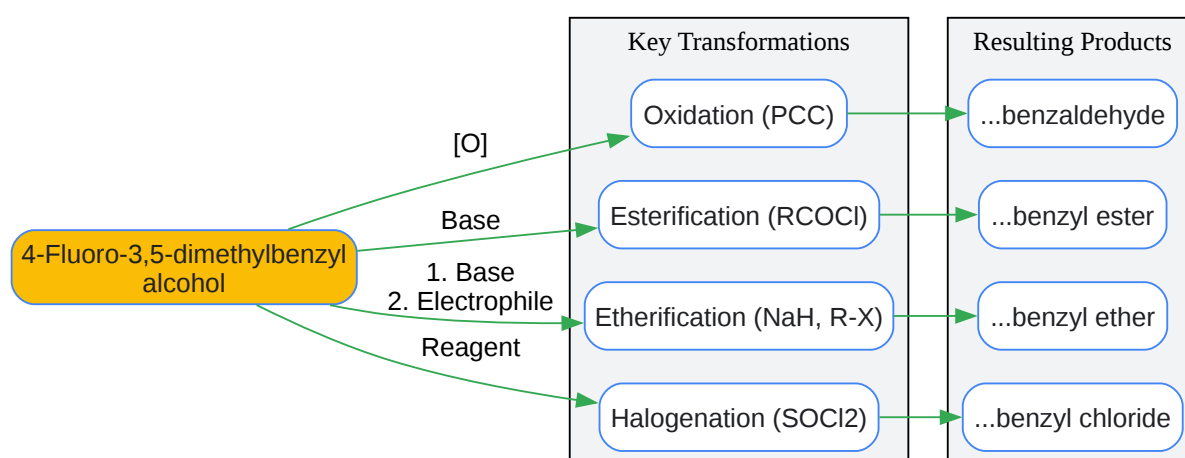 Key Transformations
Resulting Products
Oxidation (PCC)
...benzaldehyde
[O]
Esterification (RCOCl)
...benzyl ester
Base
4-Fluoro-3,5-dimethylbenzyl
alcohol
1. Base
2. Electrophile
Etherification (NaH, R-X)
...benzyl ether
Reagent
Halogenation (SOCl2)
...benzyl chloride